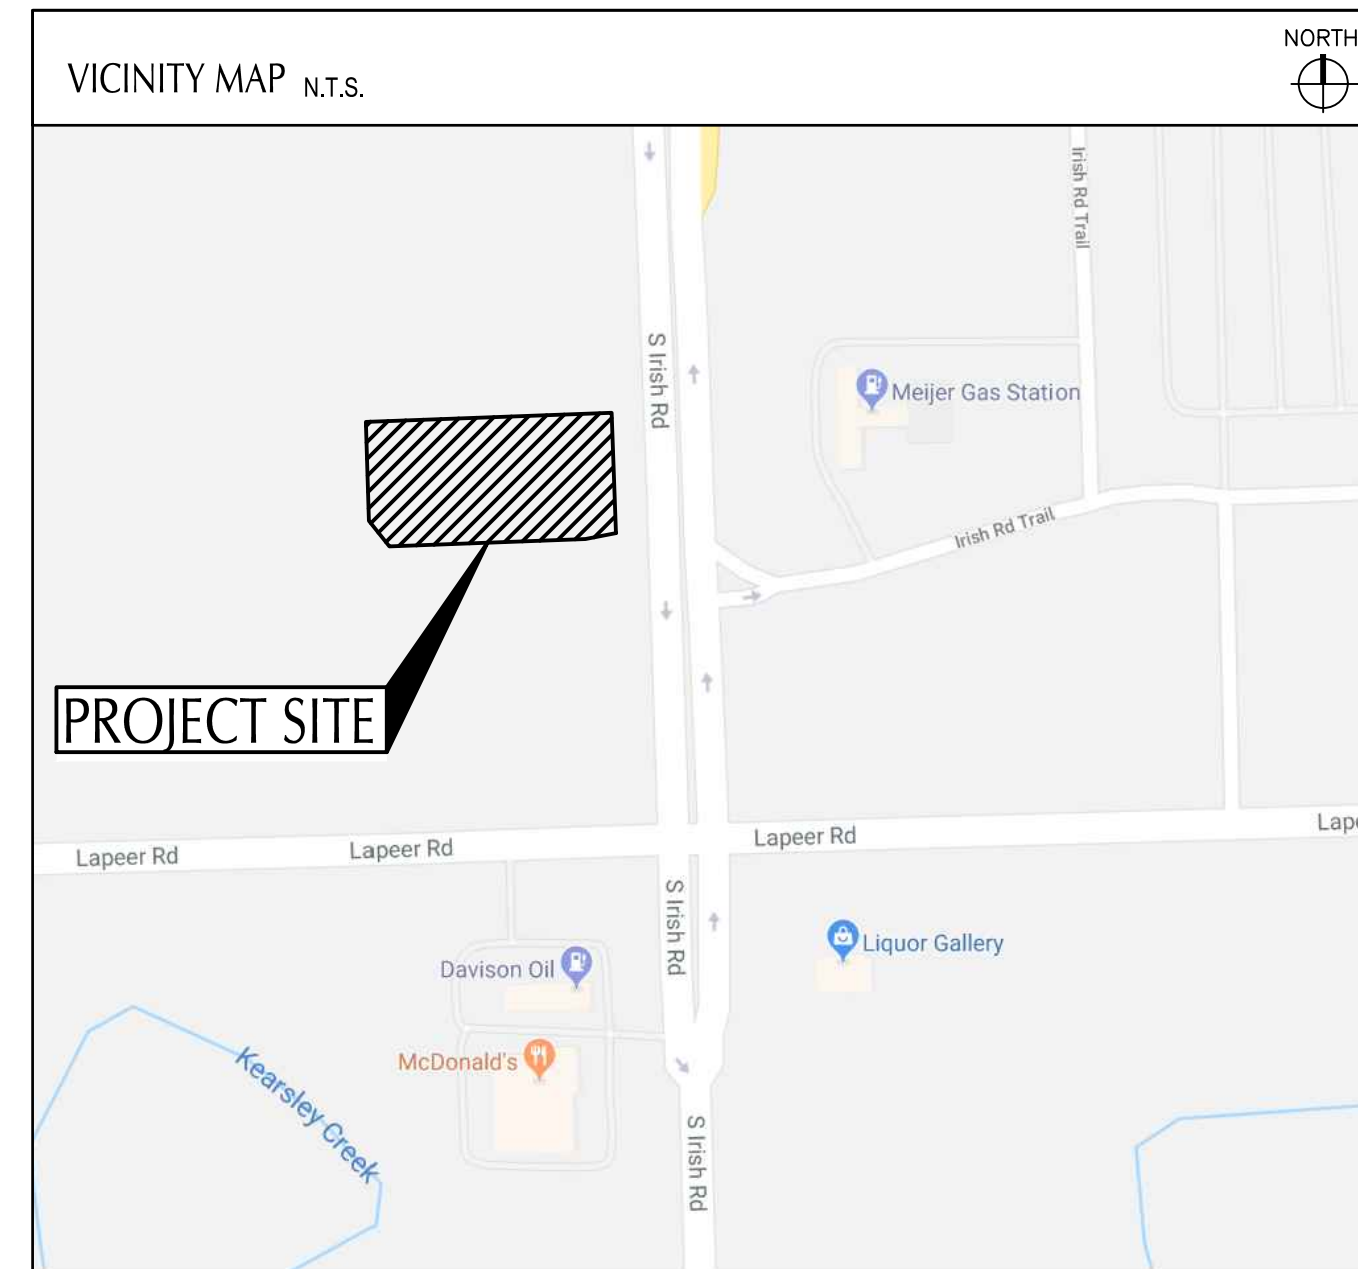 NORTH
VICINITY MAP N.T.S.
Irish Rd Trail
S Irish Rd
Meijer Gas Station
Irish Rd Trail
PROJECT SITE
Lapeer Rd
Lapeer Rd
Lapeer Rd
Lape
S Irish Rd
Liquor Gallery
Davison Oil
McDonald's
Kearsley Creek
S Irish Rd